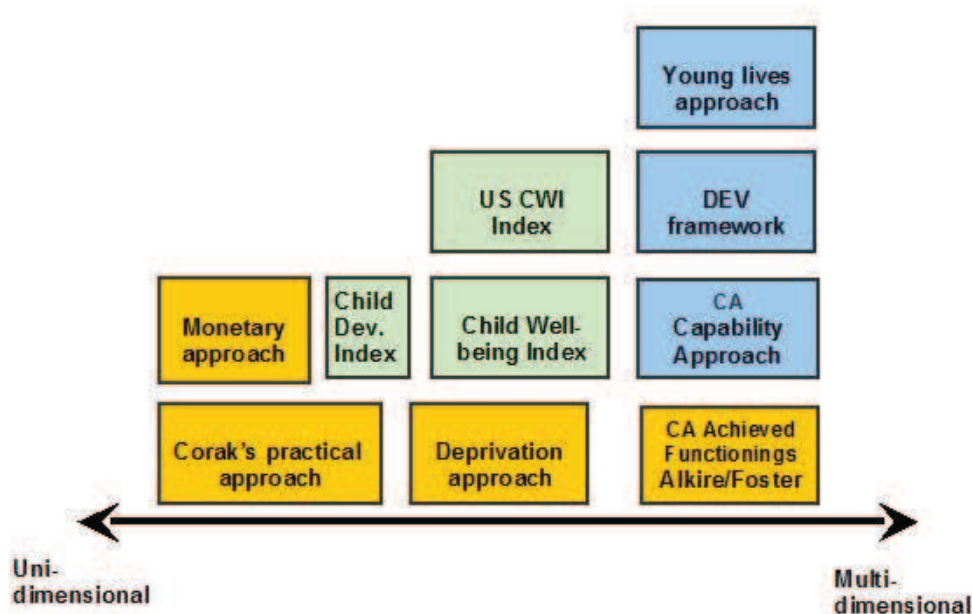 Young lives
approach
US CWI
Index
DEV
framework
Monetary
approach
Child
Dev.
Index
Child Well-
being Index
CA
Capability
Approach
Corak's practical
approach
Deprivation
approach
CA Achieved
Functionings
Alkire/Foster
Uni-
dimensional
Multi-
dimensional